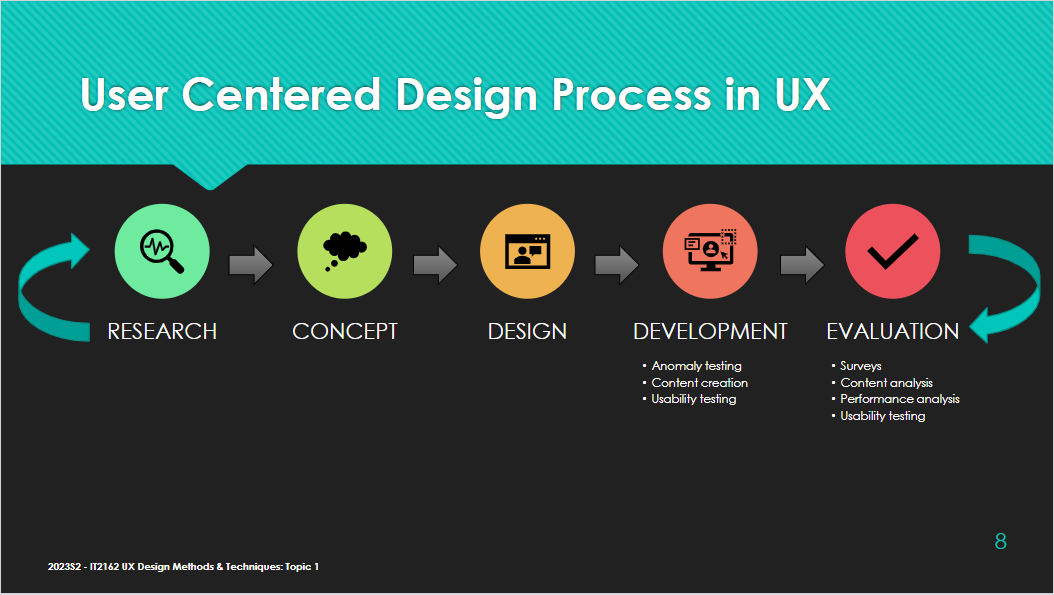 User Centered Design Process in UX
RESEARCH
CONCEPT
DESIGN
DEVELOPMENT
• Anomaly testing
• Content creation
• Usability testing
EVALUATION
• Surveys
• Content analysis
• Performance analysis
• Usability testing
8
2023S2 - IT2162 UX Design Methods & Techniques: Topic 1